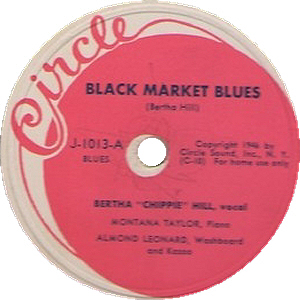 Circle
BLACK MARKET BLUES
(Bertha Hill)
J-1013-A
BLUES
Copyright 1946 by
Circle Sound, Inc., N. Y.
(C-10) For home use only
BERTHA "CHIPPIE" HILL, vocal
MONTANA TAYLOR, Piano
ALMOND LEONARD, Washboard
and Kazoo